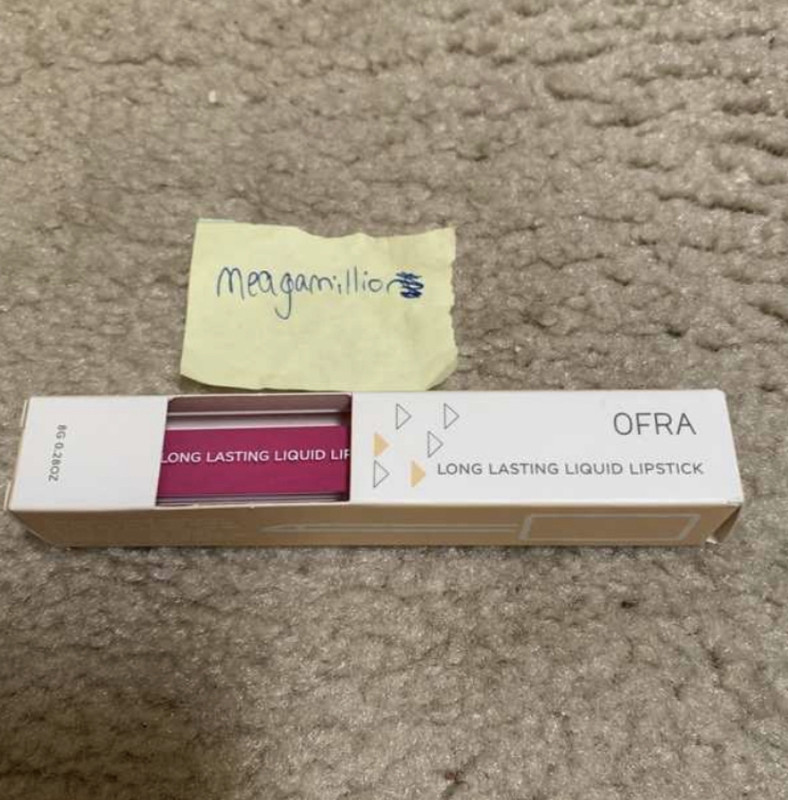 Meagamillion
8G 0.28OZ
LONG LASTING LIQUID LIP
OFRA
LONG LASTING LIQUID LIPSTICK